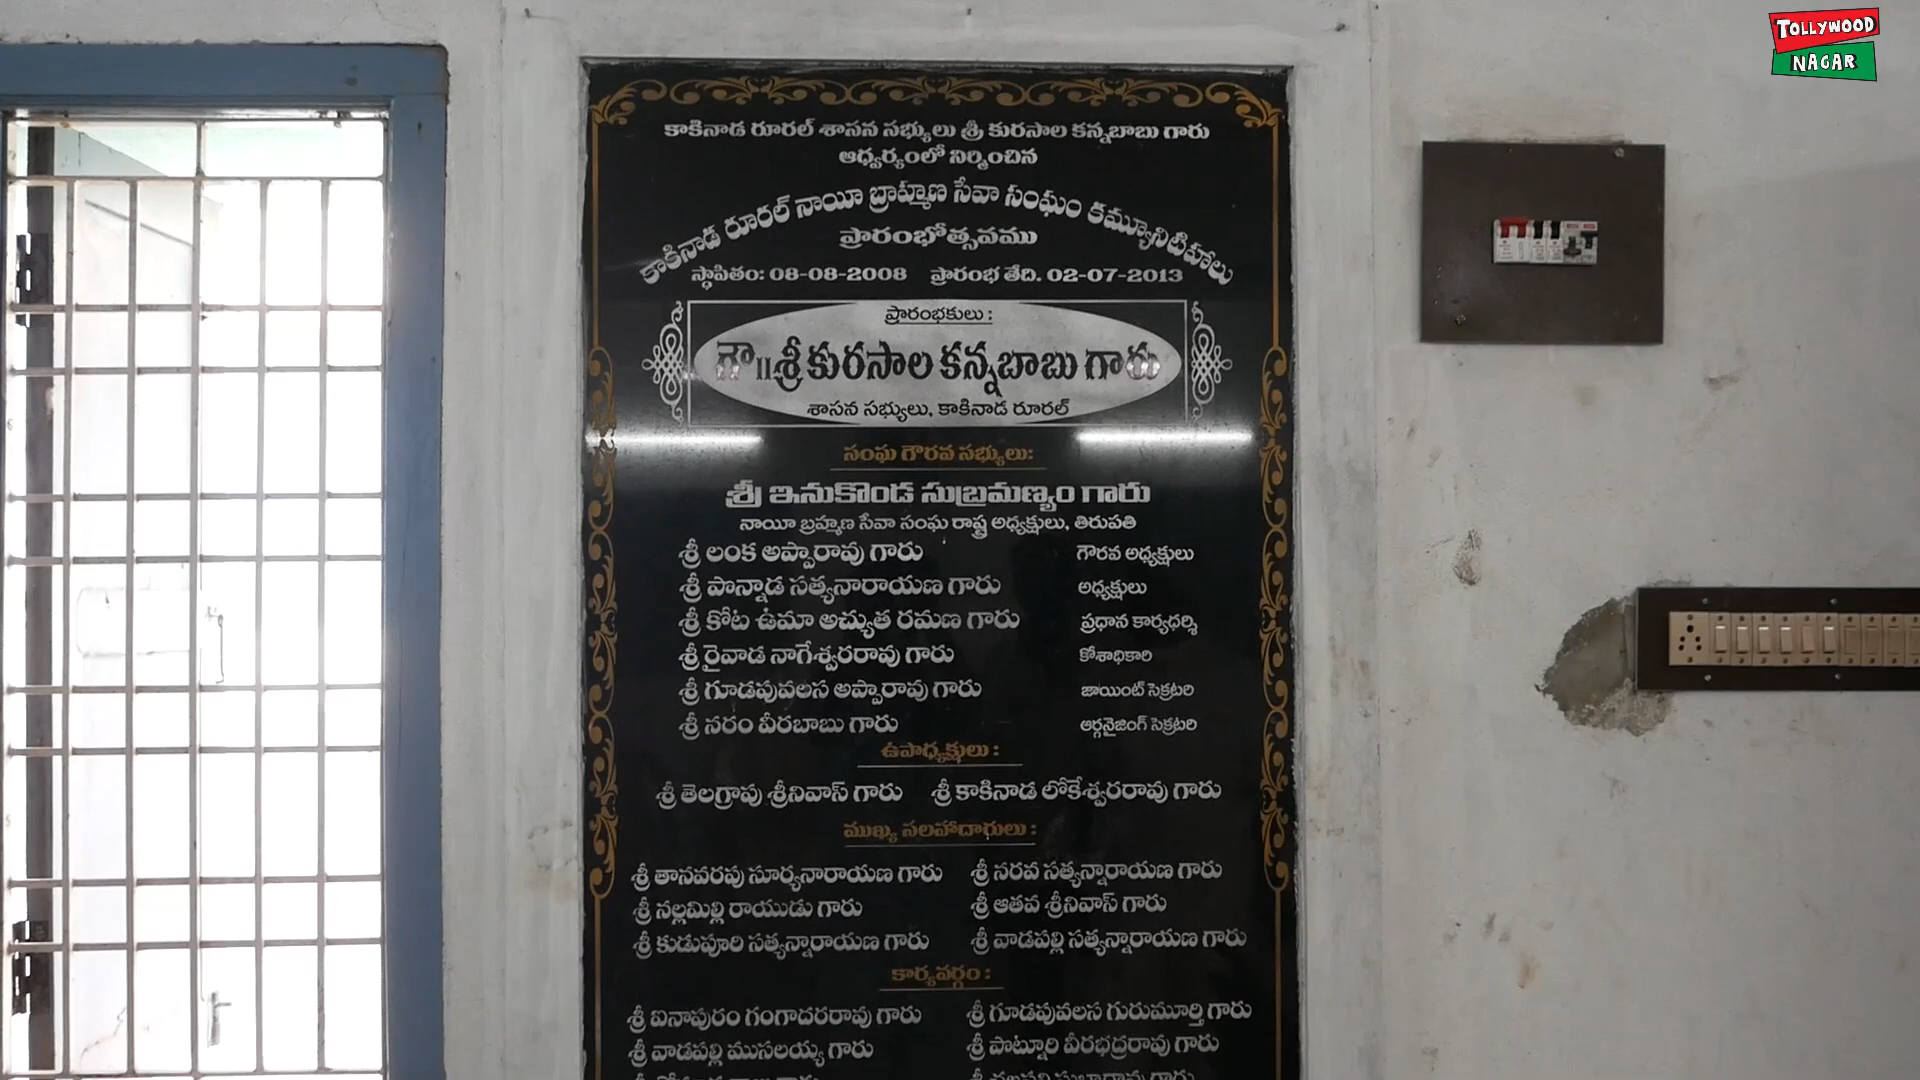 TOLLYWOOD
NAGAR
కాకినాడ రూరల్ శాసన సభ్యులు శ్రీ కురసాల కన్నబాబు గారు
ఆధ్వర్యంలో నిర్మించిన
కాకినాడ రూరల్ నాయీ బ్రాహ్మణ సేవా సంఘం కమ్యూనిటిహాలు
ప్రారంభోత్సవము
స్థాపితం: 08-08-2008 ప్రారంభ తేది. 02-07-2013
ప్రారంభకులు :
గౌ|| శ్రీ కురసాల కన్నబాబు గారు
శాసన సభ్యులు, కాకినాడ రూరల్
సంఘ గౌరవ సభ్యులు:
శ్రీ ఇనుకొండ సుబ్రమణ్యం గారు
నాయీ బ్రహ్మణ సేవా సంఘ రాష్ట్ర అధ్యక్షులు, తిరుపతి
శ్రీ లంక అప్పారావు గారు గౌరవ అధ్యక్షులు
శ్రీ పొన్నాడ సత్యనారాయణ గారు అధ్యక్షులు
శ్రీ కోట ఉమా అచ్యుత రమణ గారు ప్రధాన కార్యధర్శి
శ్రీ రైవాడ నాగేశ్వరరావు గారు కోశాధికారి
శ్రీ గూడపువలస అప్పారావు గారు జాయింట్ సెక్రటరి
శ్రీ నరం వీరబాబు గారు ఆర్గనైజింగ్ సెక్రటరి
ఉపాధ్యక్షులు :
శ్రీ తెలగ్రాపు శ్రీనివాస్ గారు శ్రీ కాకినాడ లోకేశ్వరరావు గారు
ముఖ్య సలహాదారులు :
శ్రీ తానవరపు సూర్యనారాయణ గారు శ్రీ నరవ సత్యన్నారాయణ గారు
శ్రీ నల్లమిల్లి రాయుడు గారు శ్రీ ఆతవ శ్రీనివాస్ గారు
శ్రీ కుడుపూరి సత్యన్నారాయణ గారు శ్రీ వాడపల్లి సత్యన్నారాయణ గారు
కార్యవర్గం :
శ్రీ ఐనాపురం గంగాదరరావు గారు శ్రీ గూడపువలస గురుమూర్తి గారు
శ్రీ వాడపల్లి ముసలయ్య గారు శ్రీ పొట్నూరి వీరభద్రరావు గారు